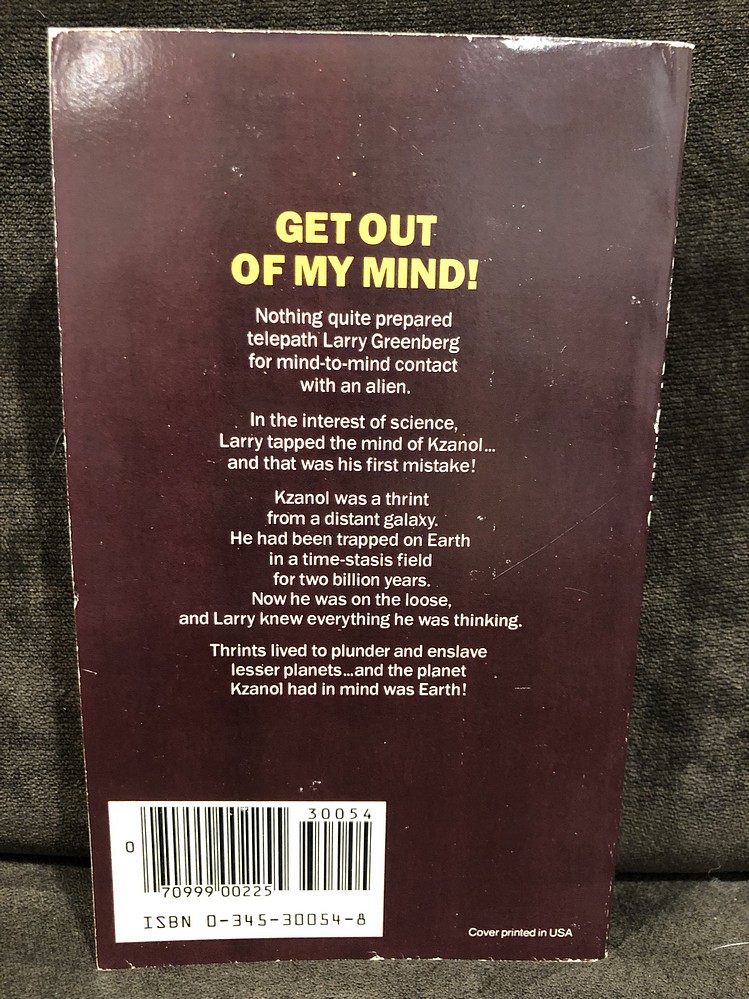 GET OUT
OF MY MIND!
Nothing quite prepared
telepath Larry Greenberg
for mind-to-mind contact
with an alien.
In the interest of science,
Larry tapped the mind of Kzanol...
and that was his first mistake!
Kzanol was a thrint
from a distant galaxy.
He had been trapped on Earth
in a time-stasis field
for two billion years.
Now he was on the loose,
and Larry knew everything he was thinking.
Thrints lived to plunder and enslave
lesser planets...and the planet
Kzanol had in mind was Earth!
30054
0
70999 00225
ISBN 0-345-30054-8
Cover printed in USA